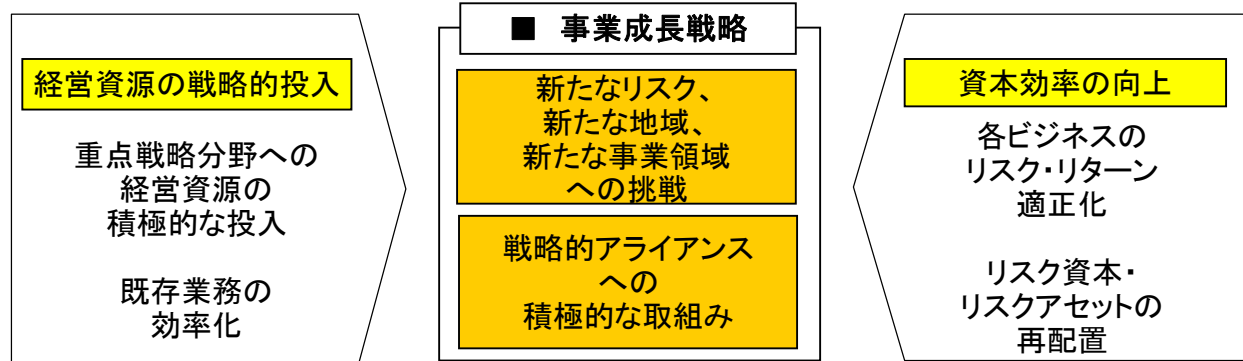 経営資源の戦略的投入
重点戦略分野への
経営資源の
積極的な投入
既存業務の
効率化
■ 事業成長戦略
新たなリスク、
新たな地域、
新たな事業領域
への挑戦
戦略的アライアンス
への
積極的な取組み
資本効率の向上
各ビジネスの
リスク・リターン
適正化
リスク資本・
リスクアセットの
再配置